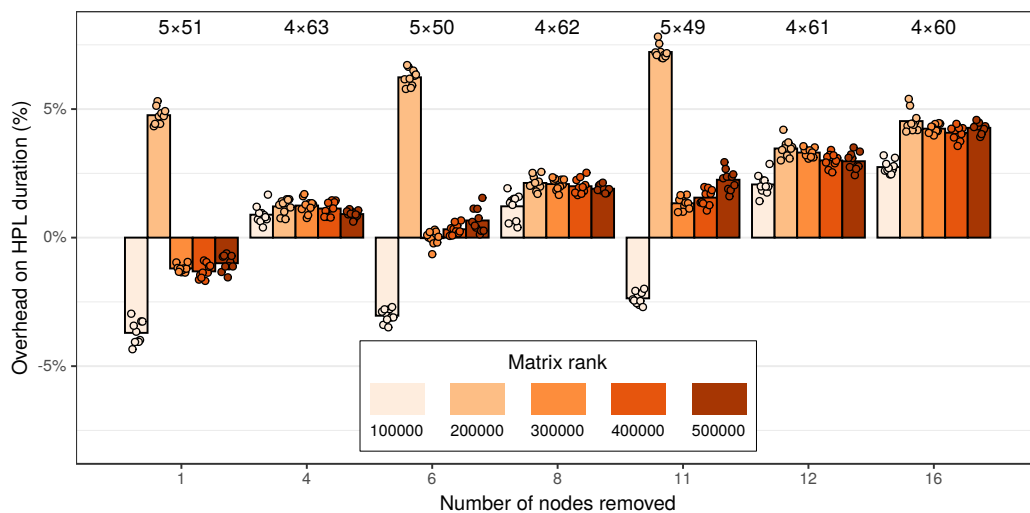 5×51 4×63 5×50 4×62 5×49 4×61 4×60
Overhead on HPL duration (%)
5%
0%
-5%
Matrix rank
100000 200000 300000 400000 500000
1 4 6 8 11 12 16
Number of nodes removed